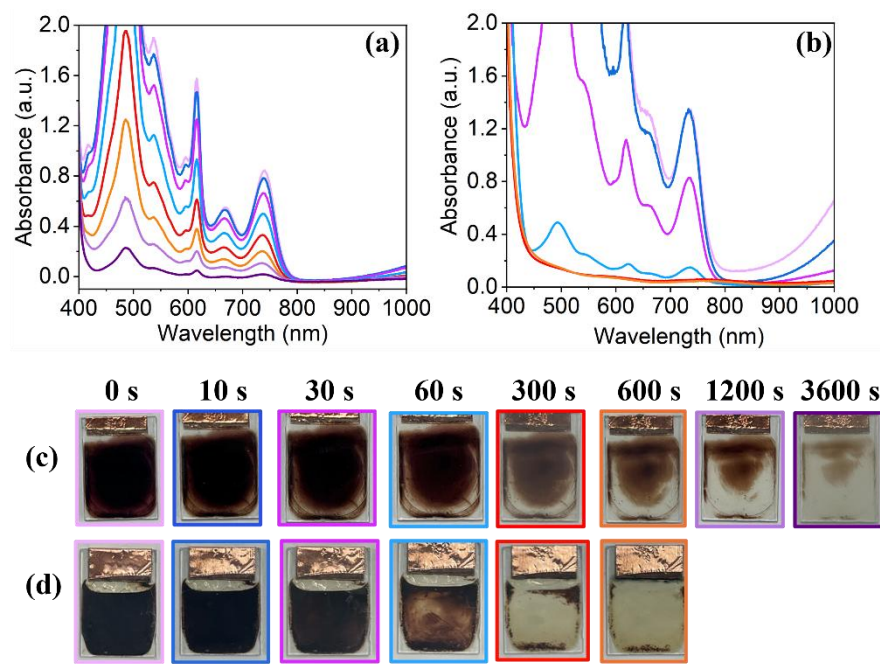 (a)
2.0
1.6
1.2
0.8
0.4
0.0
Absorbance (a.u.)
400 500 600 700 800 900 1000
Wavelength (nm)
(b)
2.0
1.6
1.2
0.8
0.4
0.0
Absorbance (a.u.)
400 500 600 700 800 900 1000
Wavelength (nm)
0 s 10 s 30 s 60 s 300 s 600 s 1200 s 3600 s
(c)
(d)